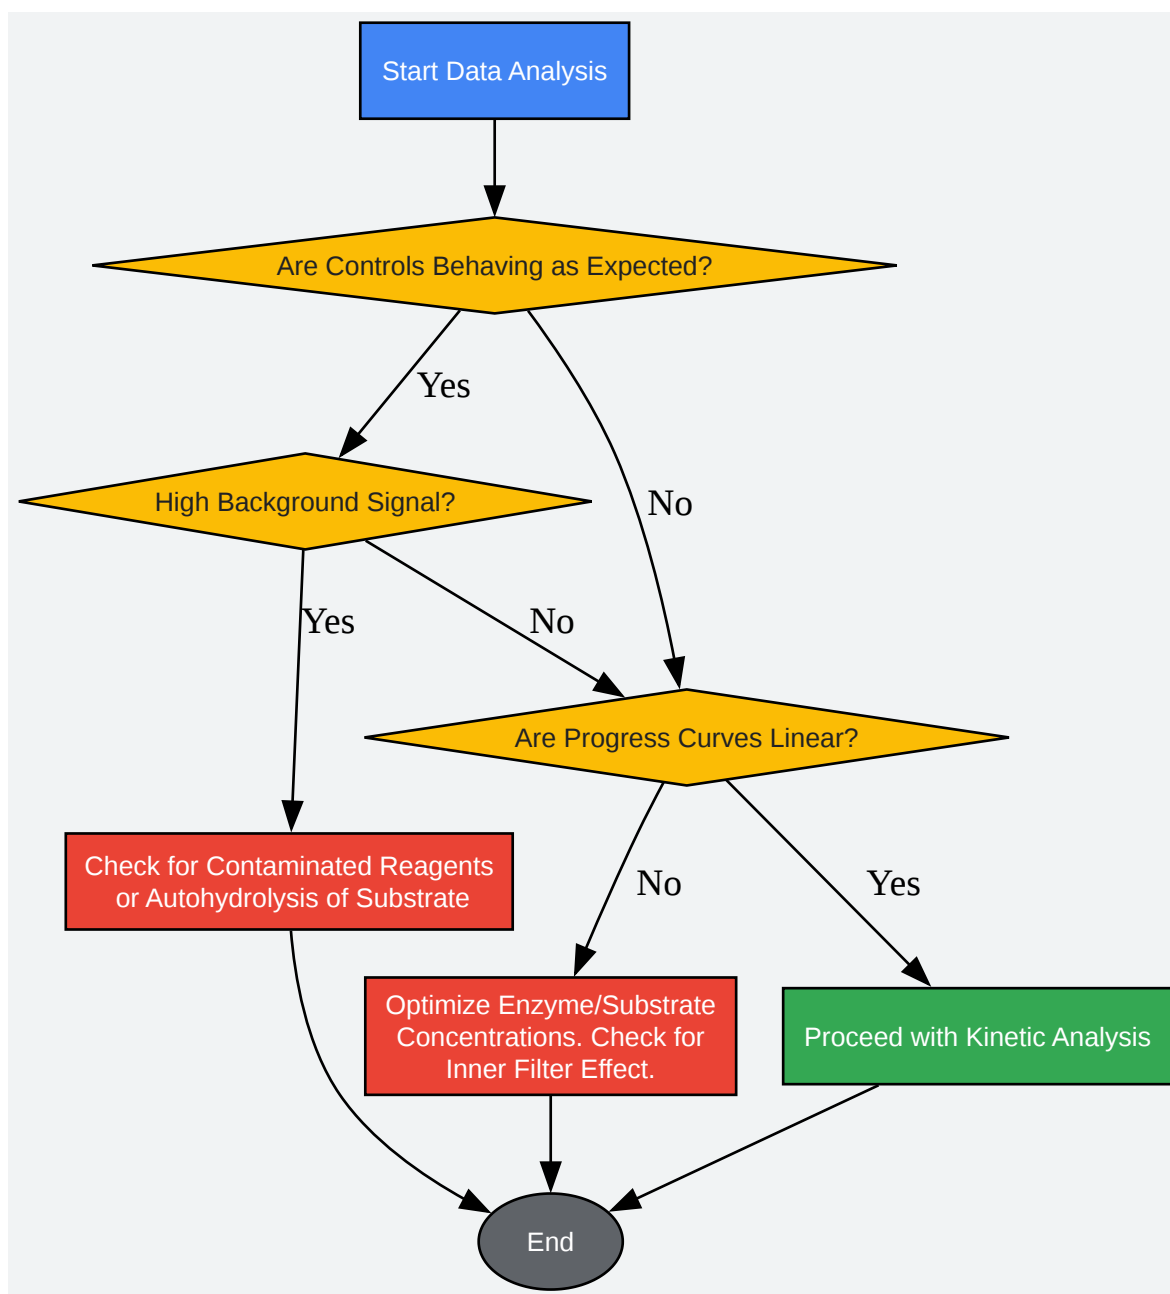 Start Data Analysis
Are Controls Behaving as Expected?
Yes
High Background Signal?
No
Yes
No
Are Progress Curves Linear?
Check for Contaminated Reagents
or Autohydrolysis of Substrate
No
Yes
Optimize Enzyme/Substrate
Concentrations. Check for
Inner Filter Effect.
Proceed with Kinetic Analysis
End